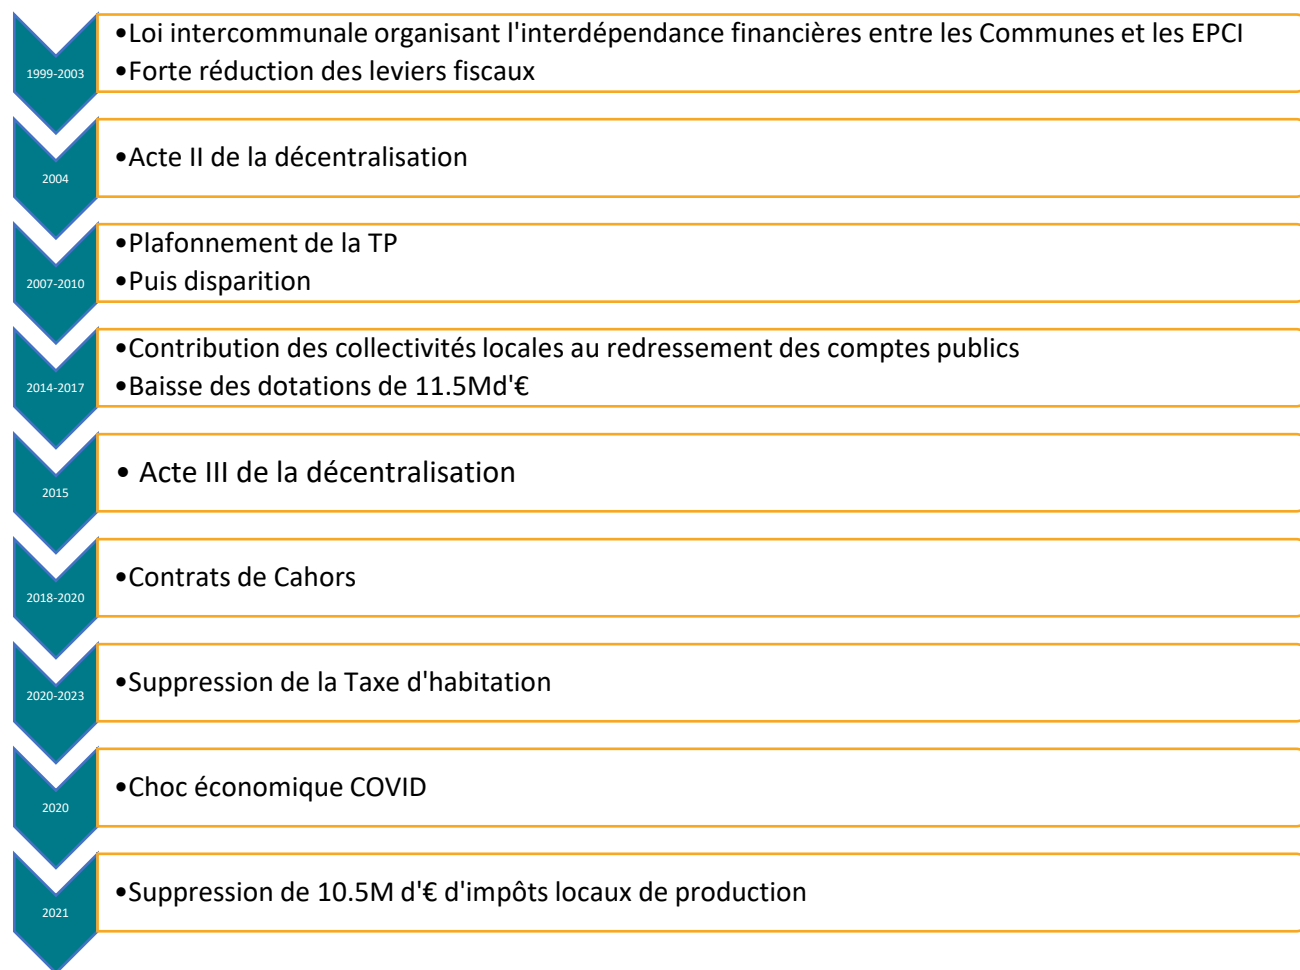 1999-2003
•Loi intercommunale organisant l'interdépendance financières entre les Communes et les EPCI
•Forte réduction des leviers fiscaux
2004
•Acte II de la décentralisation
2007-2010
•Plafonnement de la TP
•Puis disparition
2014-2017
•Contribution des collectivités locales au redressement des comptes publics
•Baisse des dotations de 11.5Md'€
2015
• Acte III de la décentralisation
2018-2020
•Contrats de Cahors
2020-2023
•Suppression de la Taxe d'habitation
2020
•Choc économique COVID
2021
•Suppression de 10.5M d'€ d'impôts locaux de production